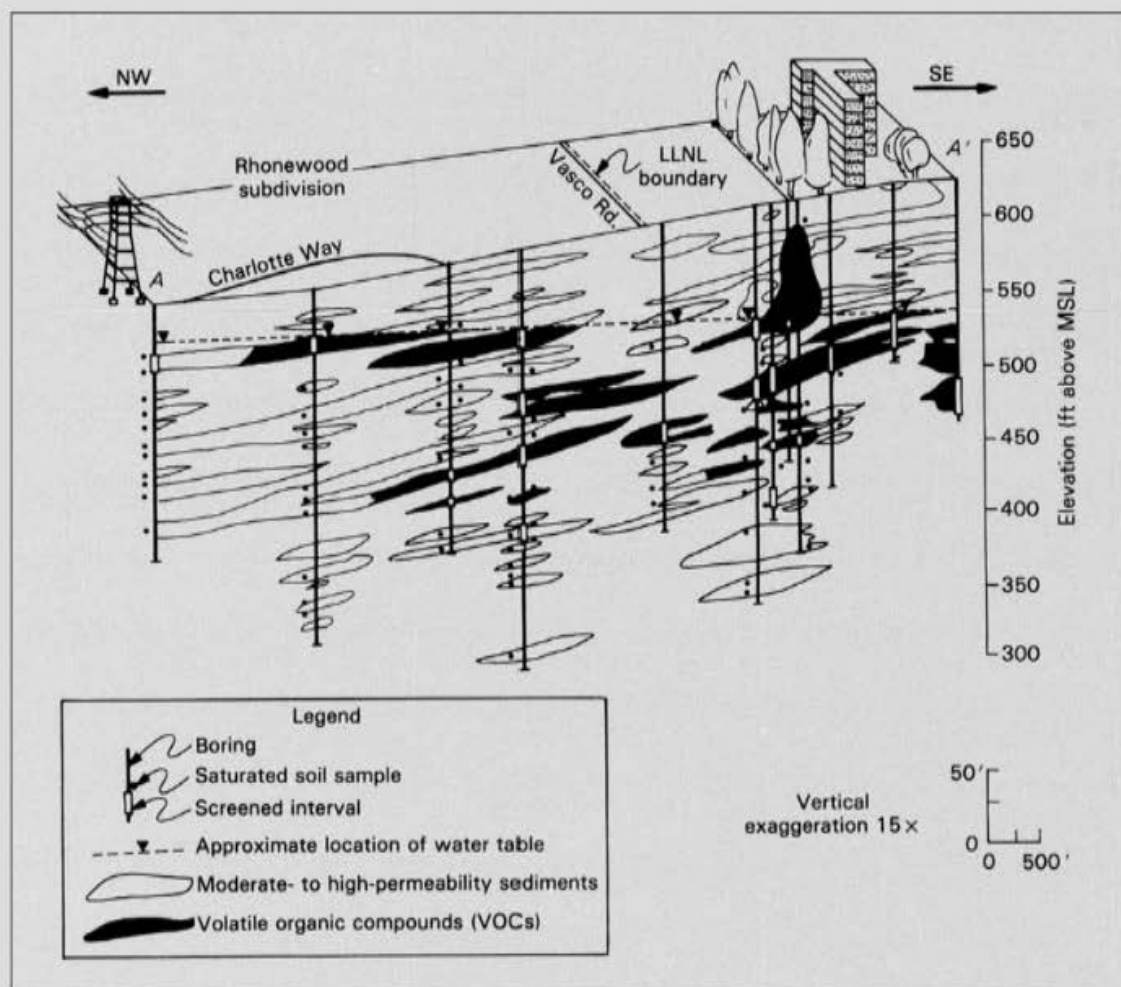 NW
SE
Rhonewood
subdivision
Vasco Rd.
LLNL
boundary
A'
A
Charlotte Way
650
600
550
500
450
400
350
300
Elevation (ft above MSL)
Legend
Boring
Saturated soil sample
Screened interval
Approximate location of water table
Moderate- to high-permeability sediments
Volatile organic compounds (VOCs)
Vertical
exaggeration 15×
50'
0
0 500'